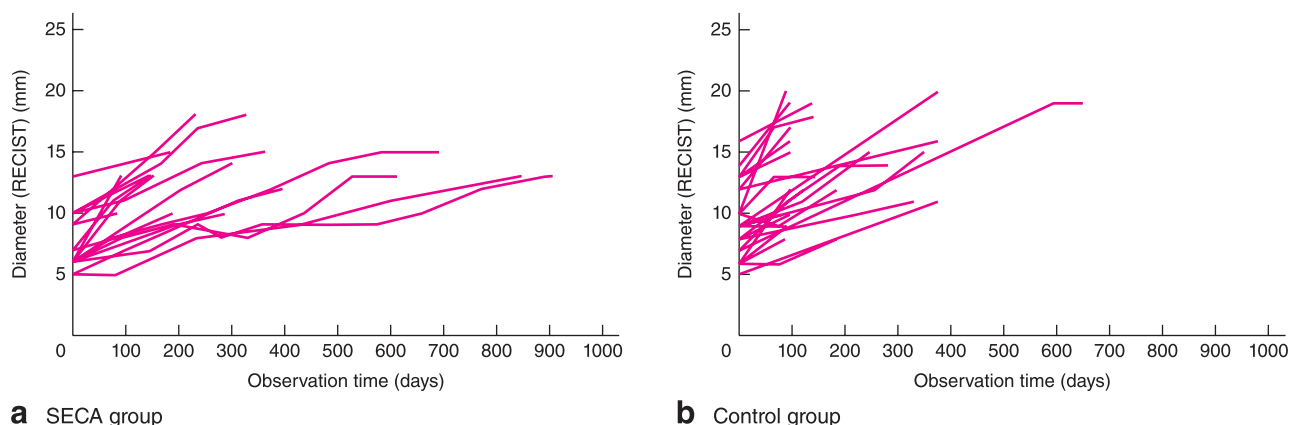 Diameter (RECIST) (mm)
25
20
15
10
5
0 100 200 300 400 500 600 700 800 900 1000
Observation time (days)
a SECA group
Diameter (RECIST) (mm)
25
20
15
10
5
0 100 200 300 400 500 600 700 800 900 1000
Observation time (days)
b Control group